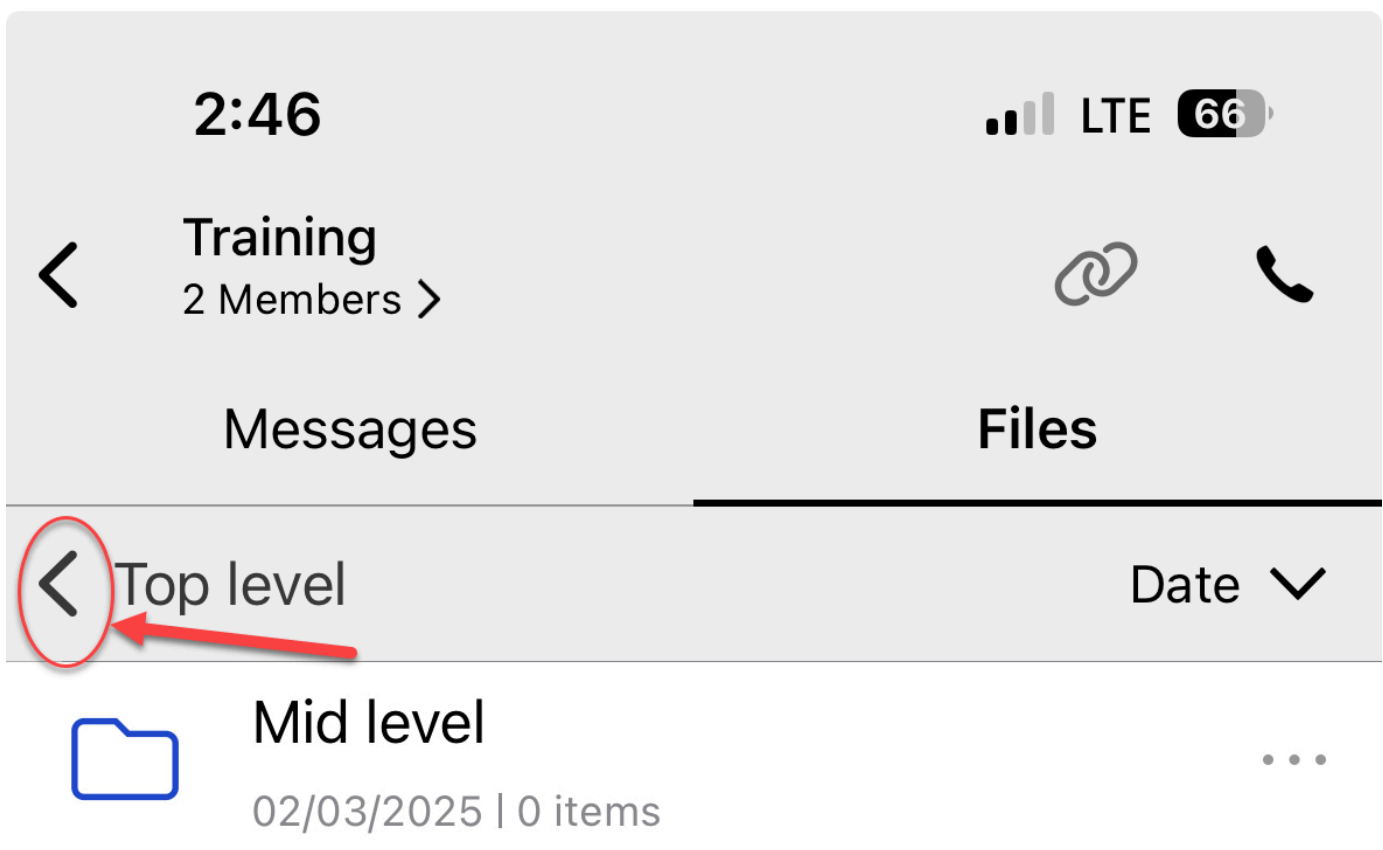 2:46 LTE 66
Training
2 Members
Messages Files
Top level Date
Mid level
02/03/2025 | 0 items